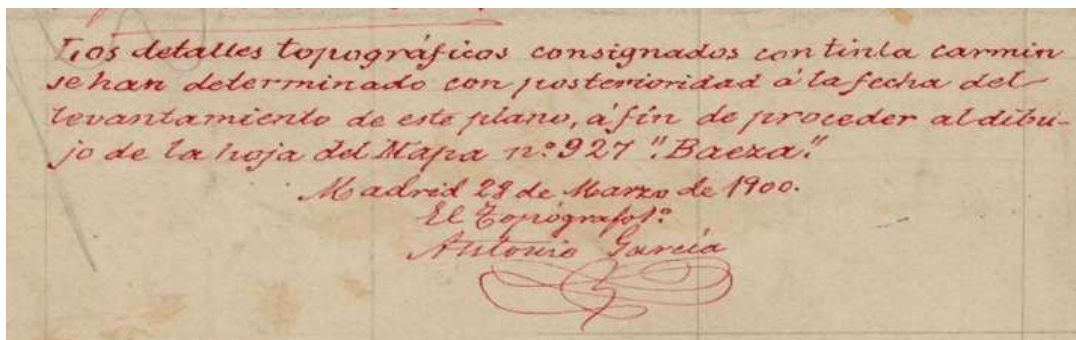 Los detalles topográficos consignados con tinta carmin
se han determinado con posterioridad á la fecha del
levantamiento de este plano, á fín de proceder al dibu-
jo de la hoja del Mapa nº 927 "Baeza."
Madrid 28 de Marzo de 1900.
El Topógrafo 1º
Antonio García